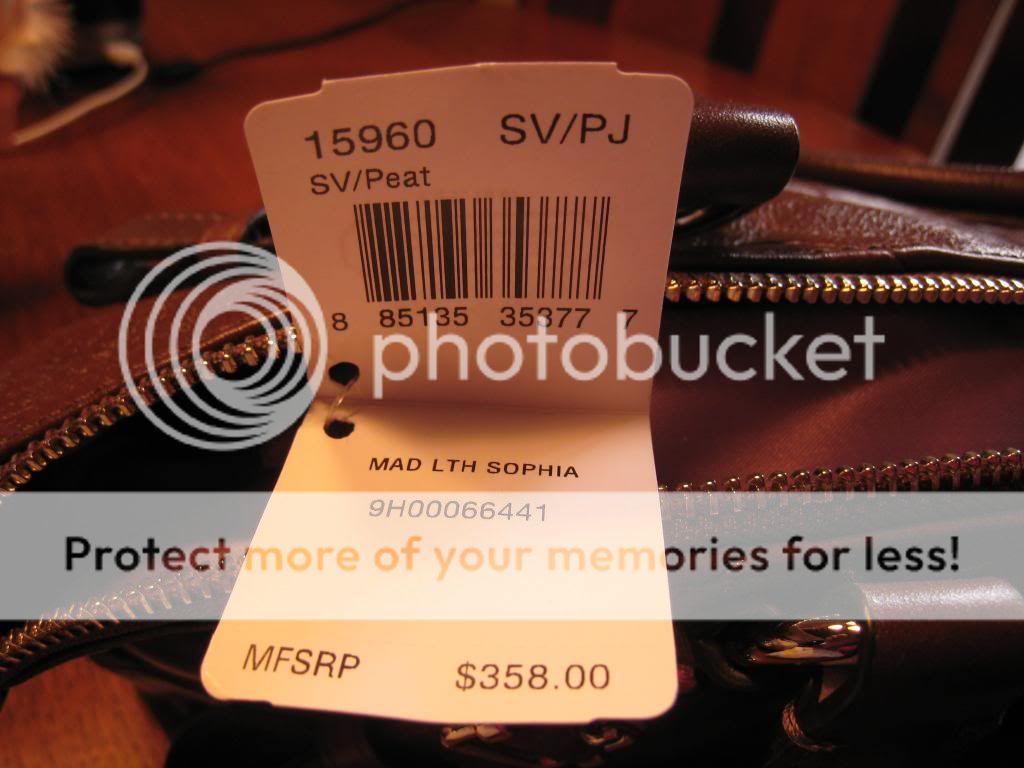 15960 SV/PJ
SV/Peat
8 85135 35377 7
photobucket
MAD LTH SOPHIA
9H00066441
Protect more of your memories for less!
MFSRP $358.00